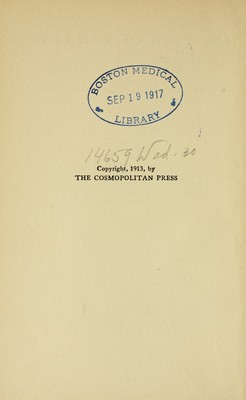 BOSTON MEDICAL
SEP 19 1917
LIBRARY
14659 Wed. 30
Copyright, 1913, by
THE COSMOPOLITAN PRESS